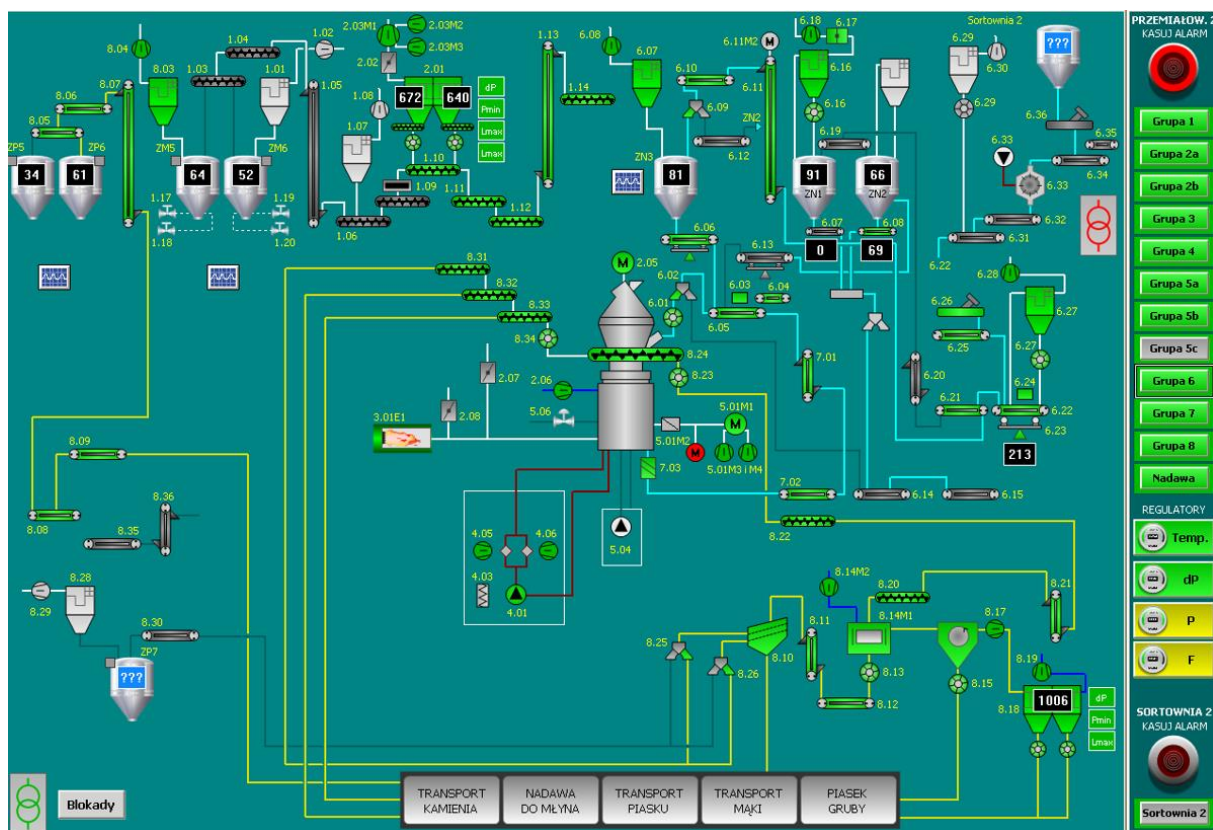 8.04
1.04
1.02
2.03M1
2.03M2
2.03M3
1.13
6.08
6.18
6.17
Sortownia 2
PRZEMIAŁOW. 2
KASUJ ALARM
8.07
8.03
1.03
1.01
1.05
2.02
2.01
6.07
6.10
6.11M2
6.11
6.16
6.29
6.30
???
8.06
8.05
1.08
672
640
dP
Pmin
Lmax
Lmax
1.14
6.09
ZN2
6.16
6.29
6.36
6.35
6.34
Grupa 1
ZP5
ZP6
ZM5
ZM6
1.07
1.10
6.12
6.19
6.33
6.33
Grupa 2a
34
61
64
52
1.09
1.11
ZN3
81
91
ZN1
66
ZN2
Grupa 2b
1.17
1.19
1.12
6.32
Grupa 3
1.18
1.20
1.06
6.07
6.08
6.31
8.31
2.05
6.06
6.13
0
69
6.22
Grupa 4
8.32
6.02
6.03
6.04
6.28
Grupa 5a
8.33
6.01
6.05
6.26
6.27
Grupa 5b
8.34
6.25
6.27
Grupa 5c
8.24
7.01
6.20
2.07
2.06
8.23
6.21
6.24
6.22
Grupa 6
3.01E1
2.08
5.06
5.01M1
6.23
Grupa 7
5.01M2
213
8.09
7.03
5.01M3 i M4
Grupa 8
8.36
7.02
6.14
6.15
Nadawa
8.08
8.35
8.22
REGULATORY
4.05
4.06
5.04
Temp.
8.28
4.03
8.14M2
8.20
8.21
dP
8.29
4.01
8.30
8.11
8.14M1
8.17
P
ZP7
8.25
8.10
8.13
8.19
F
???
8.26
8.12
8.15
8.18
1006
dP
Pmin
Lmax
SORTOWNIA 2
KASUJ ALARM
Blokady
TRANSPORT
KAMIENIA
NADAWA
DO MŁYNA
TRANSPORT
PIASKU
TRANSPORT
MĄKI
PIASEK
GRUBY
Sortownia 2